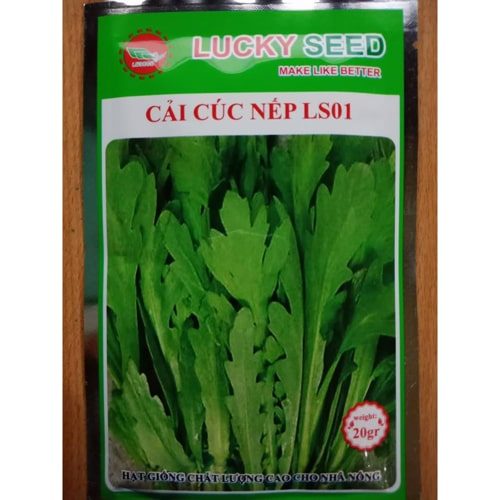 LUCKY SEED
MAKE LIKE BETTER
CẢI CÚC NẾP LS01
weight:
20gr
HẠT GIỐNG CHẤT LƯỢNG CAO CHO NHÀ NÔNG